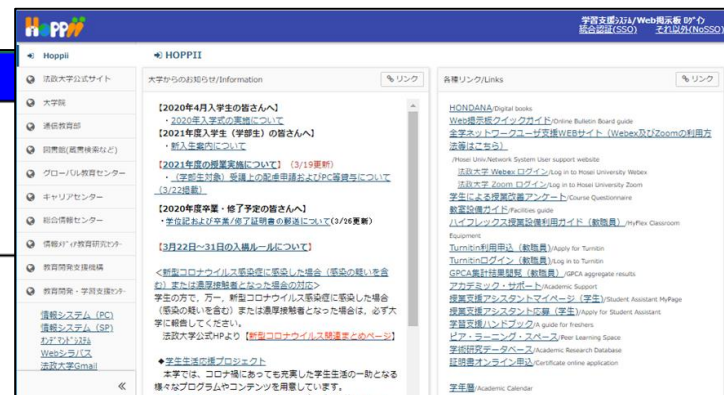 Hoppii
学習支援ｼｽﾃﾑ/Web掲示板 ﾛｸﾞｲﾝ
統合認証(SSO) それ以外(NoSSO)
Hoppii
法政大学公式サイト
大学院
通信教育部
図書館(蔵書検索など)
グローバル教育センター
キャリアセンター
総合情報センター
情報ﾒﾃﾞｨｱ教育研究ｾﾝﾀｰ
教育開発支援機構
教育開発・学習支援ｾﾝﾀｰ
情報システム (PC)
情報システム (SP)
ｵﾝﾃﾞﾏﾝﾄﾞｼｽﾃﾑ
Webシラバス
法政大学Gmail
«
HOPPII
大学からのお知らせ/Information
リンク
【2020年4月入学生の皆さんへ】
・2020年入学式の実施について
【2021年度入学生（学部生）の皆さんへ】
・新入生案内について
【2021年度の授業実施について】（3/19更新）
・（学部生対象）受講上の配慮申請およびPC等貸与について
(3/22掲載)
【2020年度卒業・修了予定の皆さんへ】
・学位記および卒業/修了証明書の郵送について(3/26更新)
【3月22日～31日の入構ルールについて】
＜新型コロナウイルス感染症に感染した場合（感染の疑いを含
む）または濃厚接触者となった場合の対応＞
学生の方で、万一、新型コロナウイルス感染症に感染した場合
（感染の疑いを含む）または濃厚接触者となった場合は、必ず大
学に報告してください。
法政大学公式HPより【新型コロナウイルス関連まとめページ】
◆学生生活応援プロジェクト
本学では、コロナ禍にあっても充実した学生生活の一助となる
様々なプログラムやコンテンツを用意しています。
各種リンク/Links
リンク
HONDANA/Digital books
Web掲示板クイックガイド/Online Bulletin Board guide
全学ネットワークユーザ支援WEBサイト（Webex及びZoomの利用方
法等はこちら）
/Hosei Univ.Network System User support website
法政大学 Webex ログイン/Log in to Hosei University Webex
法政大学 Zoom ログイン/Log in to Hosei University Zoom
学生による授業改善アンケート/Course Questionnaire
教室設備ガイド/Facilities guide
ハイフレックス授業設備利用ガイド（教職員）/HyFlex Classroom
Equipment
Turnitin利用申込（教職員）/Apply for Turnitin
Turnitinログイン（教職員）/Log in to Turnitin
GPCA集計結果閲覧（教職員）/GPCA aggregate results
アカデミック・サポート/Academic Support
授業支援アシスタントマイページ（学生）/Student Assistant MyPage
授業支援アシスタント応募（学生）/Apply for Student Assistant
学習支援ハンドブック/A guide for freshers
ピア・ラーニング・スペース/Peer Learning Space
学術研究データベース/Academic Research Database
証明書オンライン申込/Certificate online application
学年暦/Academic Calendar